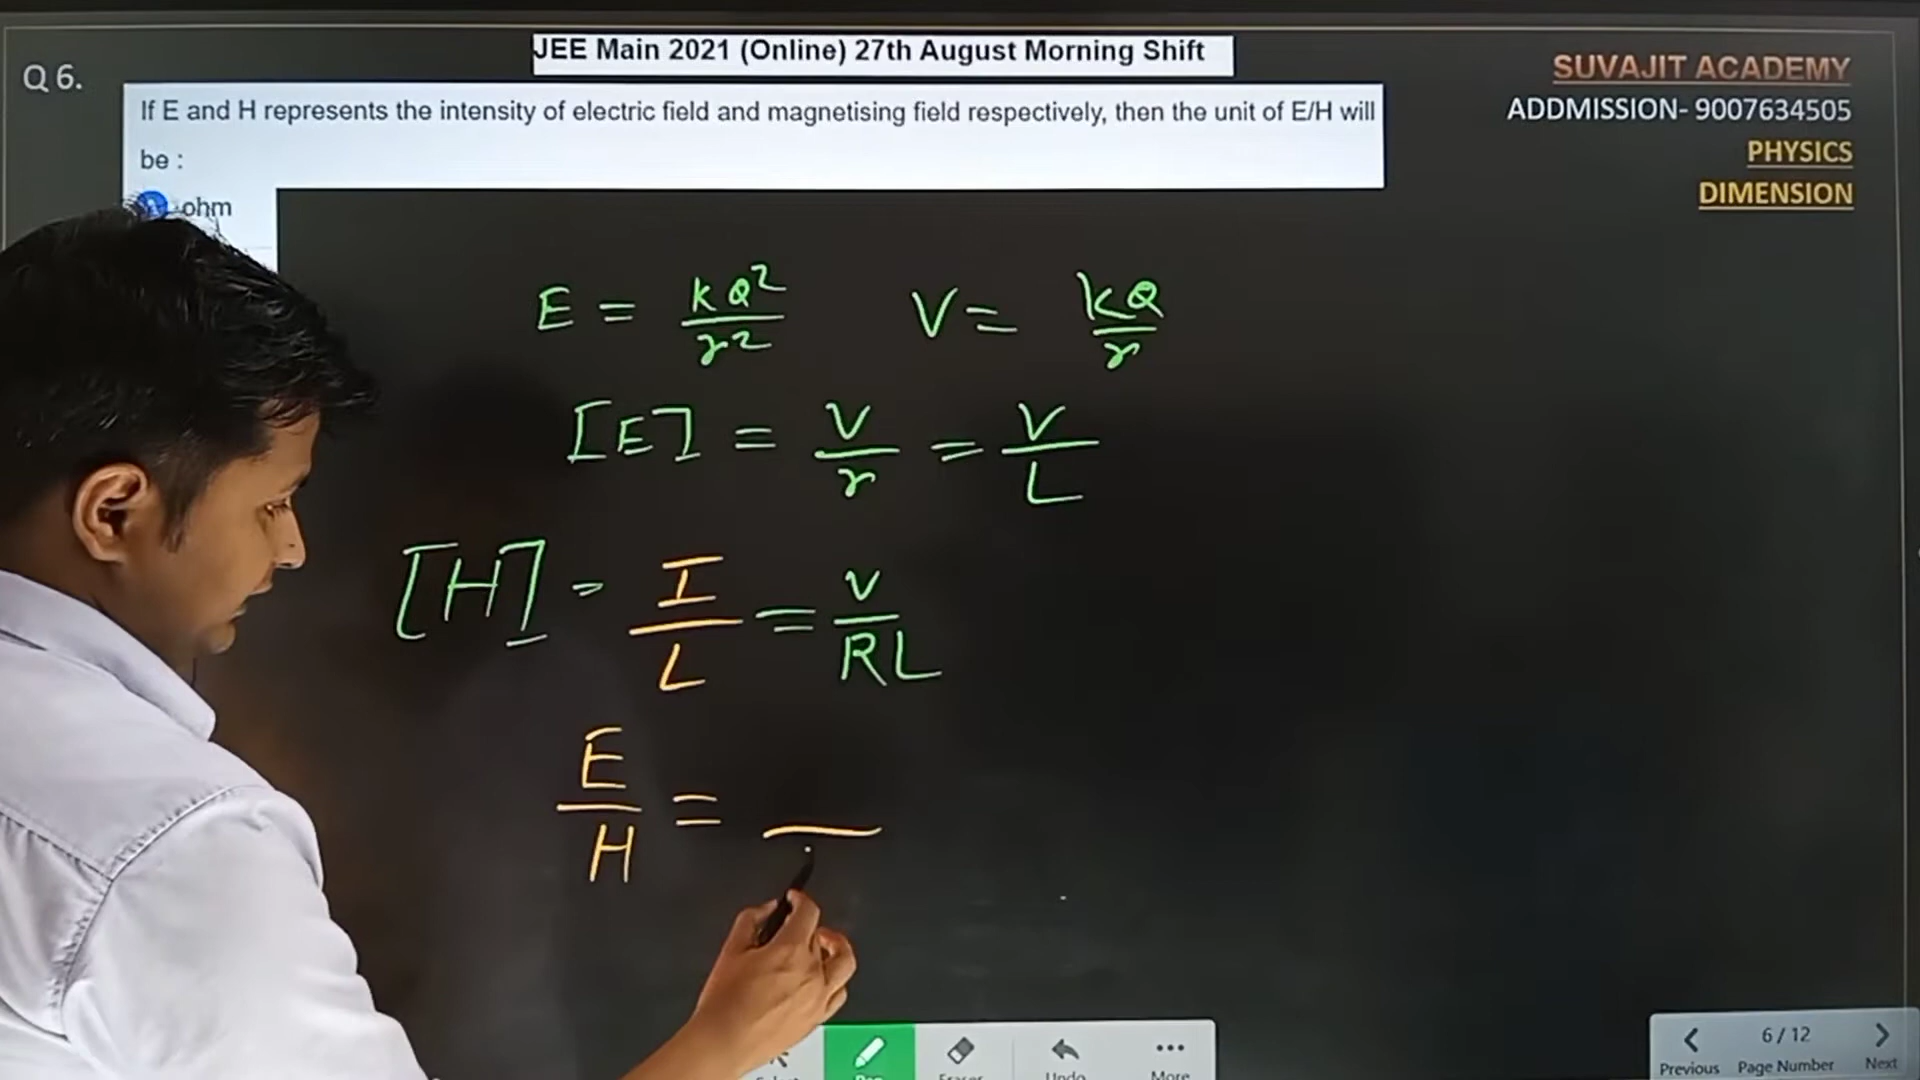 JEE Main 2021 (Online) 27th August Morning Shift
Q 6.
SUVAJIT ACADEMY
ADDMISSION- 9007634505
PHYSICS
DIMENSION
If E and H represents the intensity of electric field and magnetising field respectively, then the unit of E/H will
be :
ohm
E = kQ²/r² V = kQ/r
[E] = V/r = V/L
[H] = I/L = V/RL
E/H =
Eraser Undo More
Previous 6 / 12 Page Number Next